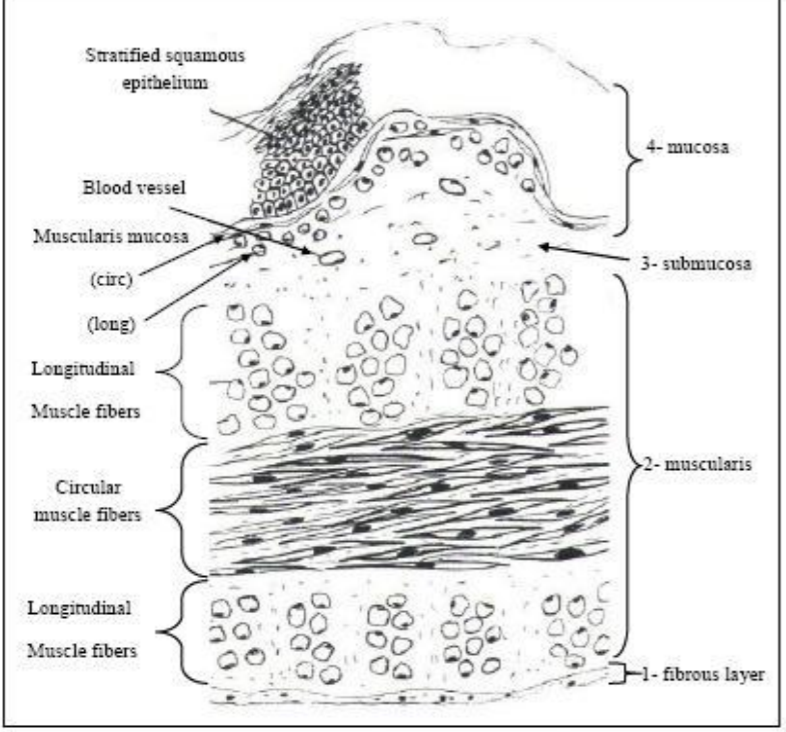 Stratified squamous
epithelium
Blood vessel
Muscularis mucosa
(circ)
(long)
Longitudinal
Muscle fibers
Circular
muscle fibers
Longitudinal
Muscle fibers
4- mucosa
3- submucosa
2- muscularis
1- fibrous layer